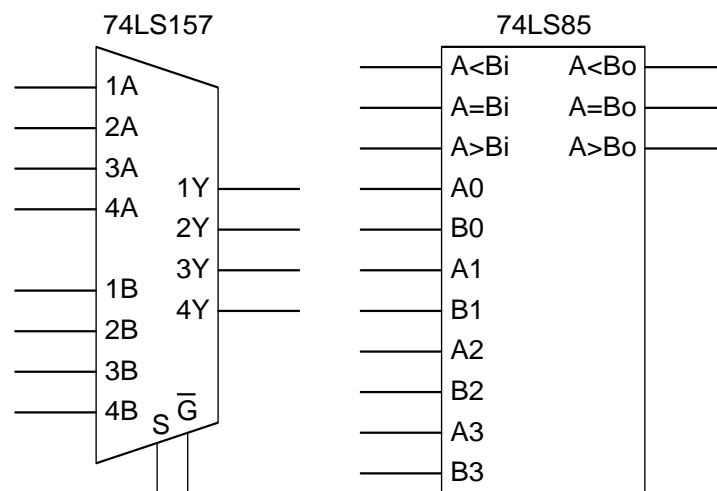 74LS157
1A
2A
3A
4A
1B
2B
3B
4B
1Y
2Y
3Y
4Y
S
G̅
74LS85
A<Bi A<Bo
A=Bi A=Bo
A>Bi A>Bo
A0
B0
A1
B1
A2
B2
A3
B3